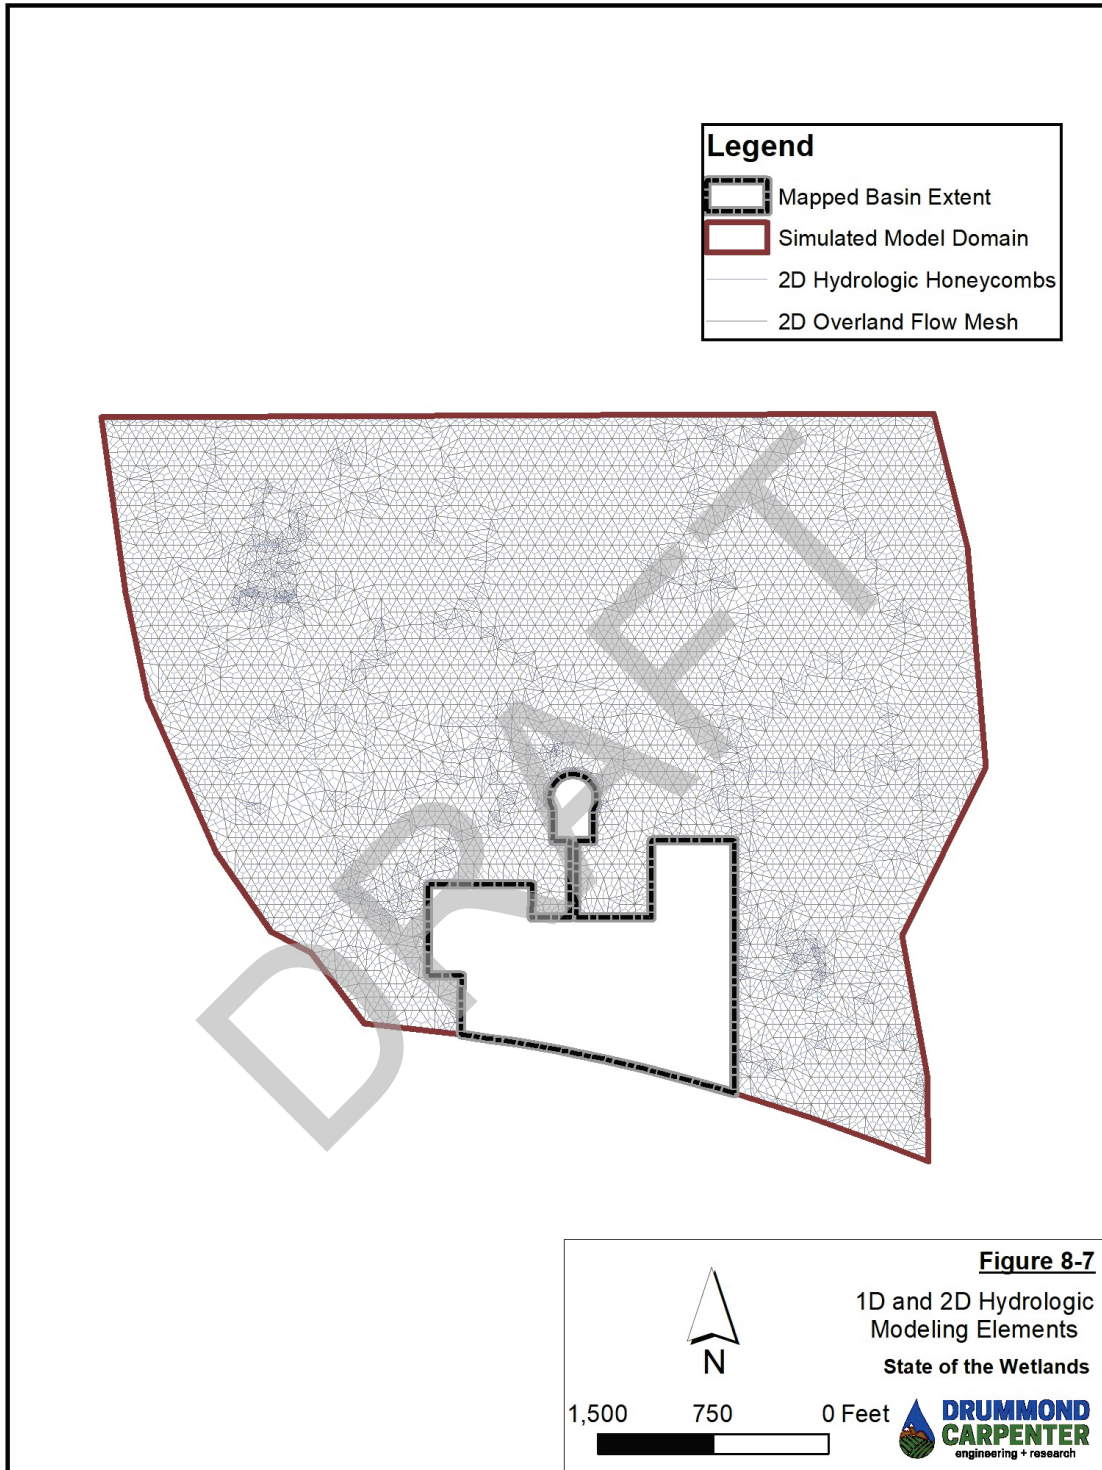 Legend
Mapped Basin Extent
Simulated Model Domain
2D Hydrologic Honeycombs
2D Overland Flow Mesh
DRAFT
Figure 8-7
1D and 2D Hydrologic
Modeling Elements
State of the Wetlands
N
1,500 750 0 Feet
DRUMMOND
CARPENTER
engineering + research